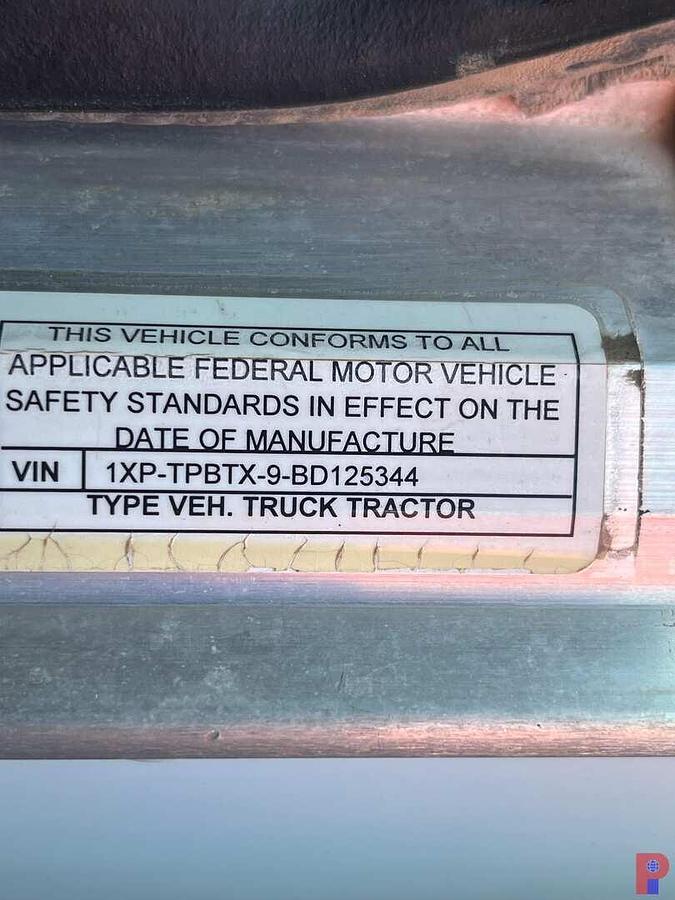 THIS VEHICLE CONFORMS TO ALL
APPLICABLE FEDERAL MOTOR VEHICLE
SAFETY STANDARDS IN EFFECT ON THE
DATE OF MANUFACTURE
VIN 1XP-TPBTX-9-BD125344
TYPE VEH. TRUCK TRACTOR